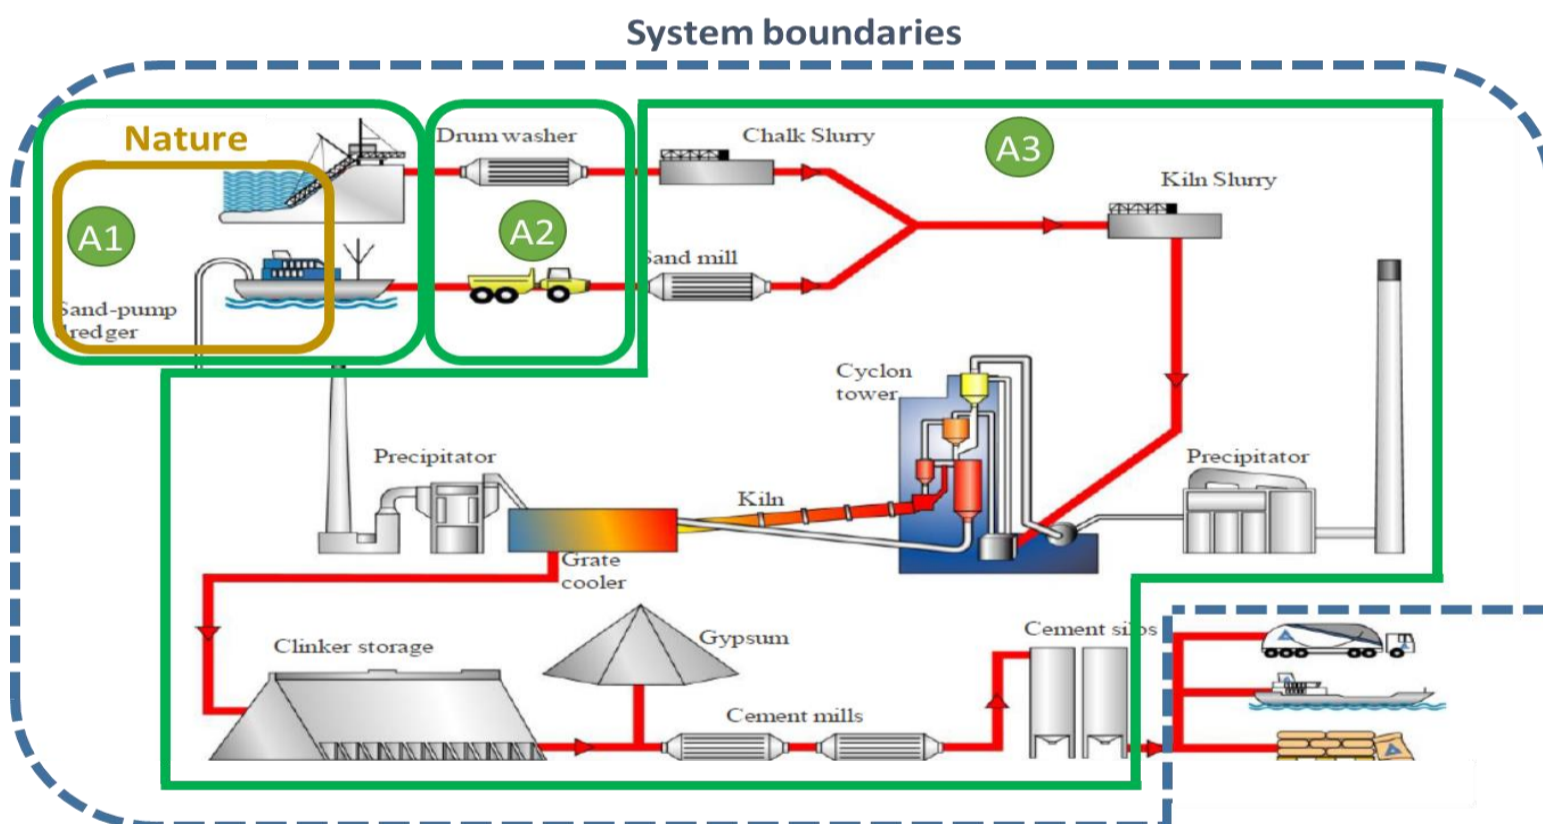 System boundaries
Nature
Drum washer
Chalk Slurry
A3
Kiln Slurry
A1
A2
Sand mill
Sand-pump
dredger
Cyclon
tower
Precipitator
Precipitator
Kiln
Grate
cooler
Clinker storage
Gypsum
Cement silos
Cement mills